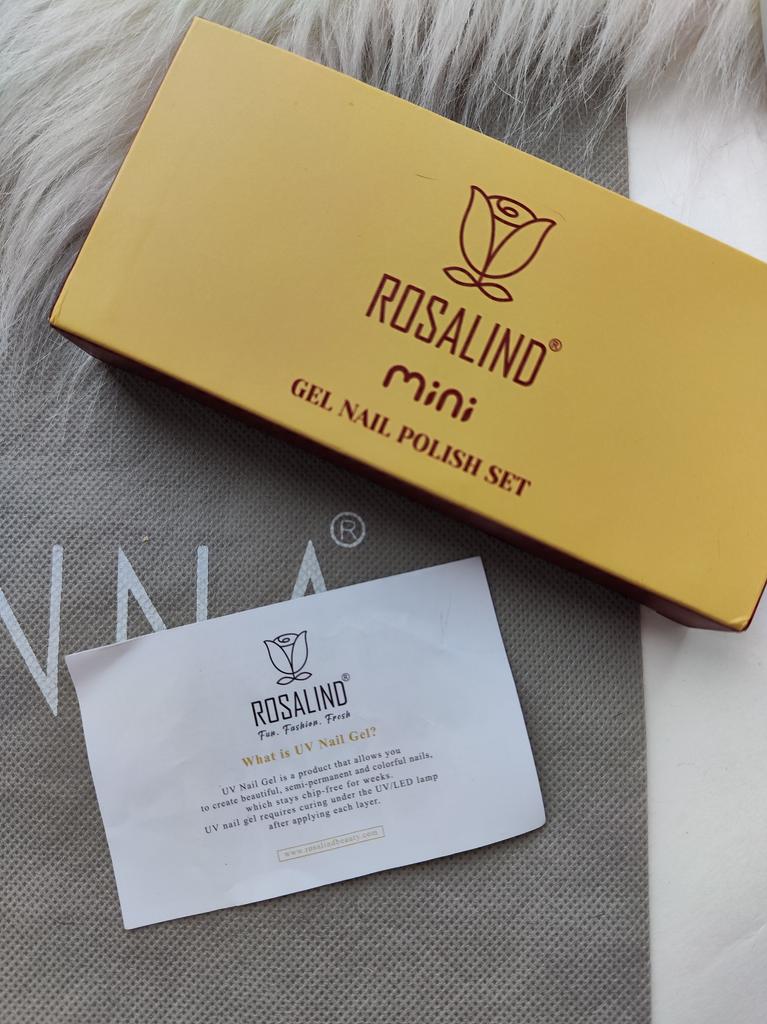 ROSALIND®
mini
GEL NAIL POLISH SET
®
ROSALIND®
Fun. Fashion. Fresh
What is UV Nail Gel?
UV Nail Gel is a product that allows you
to create beautiful, semi-permanent and colorful nails,
which stays chip-free for weeks.
UV nail gel requires curing under the UV/LED lamp
after applying each layer.
www.rosalindbeauty.com